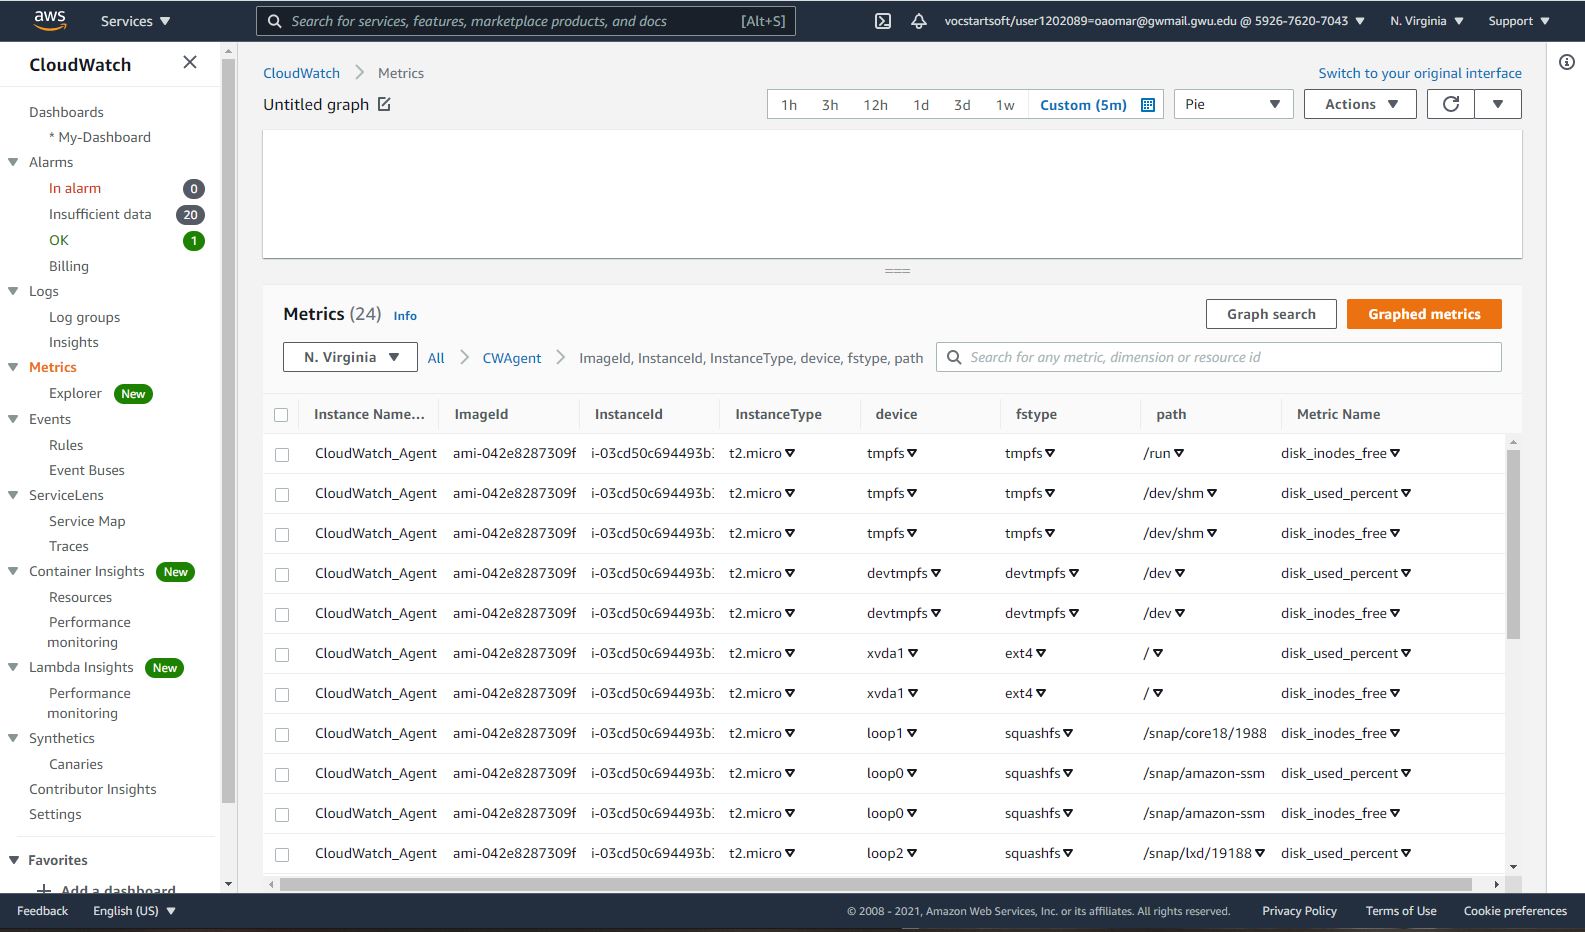 aws Services Search for services, features, marketplace products, and docs [Alt+S] vocstartsoft/user1202089=oaomar@gwmail.gwu.edu @ 5926-7620-7043 N. Virginia Support
CloudWatch
Dashboards
* My-Dashboard
Alarms
In alarm 0
Insufficient data 20
OK 1
Billing
Logs
Log groups
Insights
Metrics
Explorer New
Events
Rules
Event Buses
ServiceLens
Service Map
Traces
Container Insights New
Resources
Performance
monitoring
Lambda Insights New
Performance
monitoring
Synthetics
Canaries
Contributor Insights
Settings
Favorites
Add a dashboard
CloudWatch Metrics Switch to your original interface
Untitled graph 1h 3h 12h 1d 3d 1w Custom (5m) Pie Actions
Metrics (24) Info Graph search Graphed metrics
N. Virginia All CWAgent ImageId, InstanceId, InstanceType, device, fstype, path Search for any metric, dimension or resource id
Instance Name... ImageId InstanceId InstanceType device fstype path Metric Name
CloudWatch_Agent ami-042e8287309f i-03cd50c694493b t2.micro tmpfs tmpfs /run disk_inodes_free
CloudWatch_Agent ami-042e8287309f i-03cd50c694493b t2.micro tmpfs tmpfs /dev/shm disk_used_percent
CloudWatch_Agent ami-042e8287309f i-03cd50c694493b t2.micro tmpfs tmpfs /dev/shm disk_inodes_free
CloudWatch_Agent ami-042e8287309f i-03cd50c694493b t2.micro devtmpfs devtmpfs /dev disk_used_percent
CloudWatch_Agent ami-042e8287309f i-03cd50c694493b t2.micro devtmpfs devtmpfs /dev disk_inodes_free
CloudWatch_Agent ami-042e8287309f i-03cd50c694493b t2.micro xvda1 ext4 / disk_used_percent
CloudWatch_Agent ami-042e8287309f i-03cd50c694493b t2.micro xvda1 ext4 / disk_inodes_free
CloudWatch_Agent ami-042e8287309f i-03cd50c694493b t2.micro loop1 squashfs /snap/core18/1988 disk_inodes_free
CloudWatch_Agent ami-042e8287309f i-03cd50c694493b t2.micro loop0 squashfs /snap/amazon-ssm disk_used_percent
CloudWatch_Agent ami-042e8287309f i-03cd50c694493b t2.micro loop0 squashfs /snap/amazon-ssm disk_inodes_free
CloudWatch_Agent ami-042e8287309f i-03cd50c694493b t2.micro loop2 squashfs /snap/lxd/19188 disk_used_percent
Feedback English (US) © 2008 - 2021, Amazon Web Services, Inc. or its affiliates. All rights reserved. Privacy Policy Terms of Use Cookie preferences